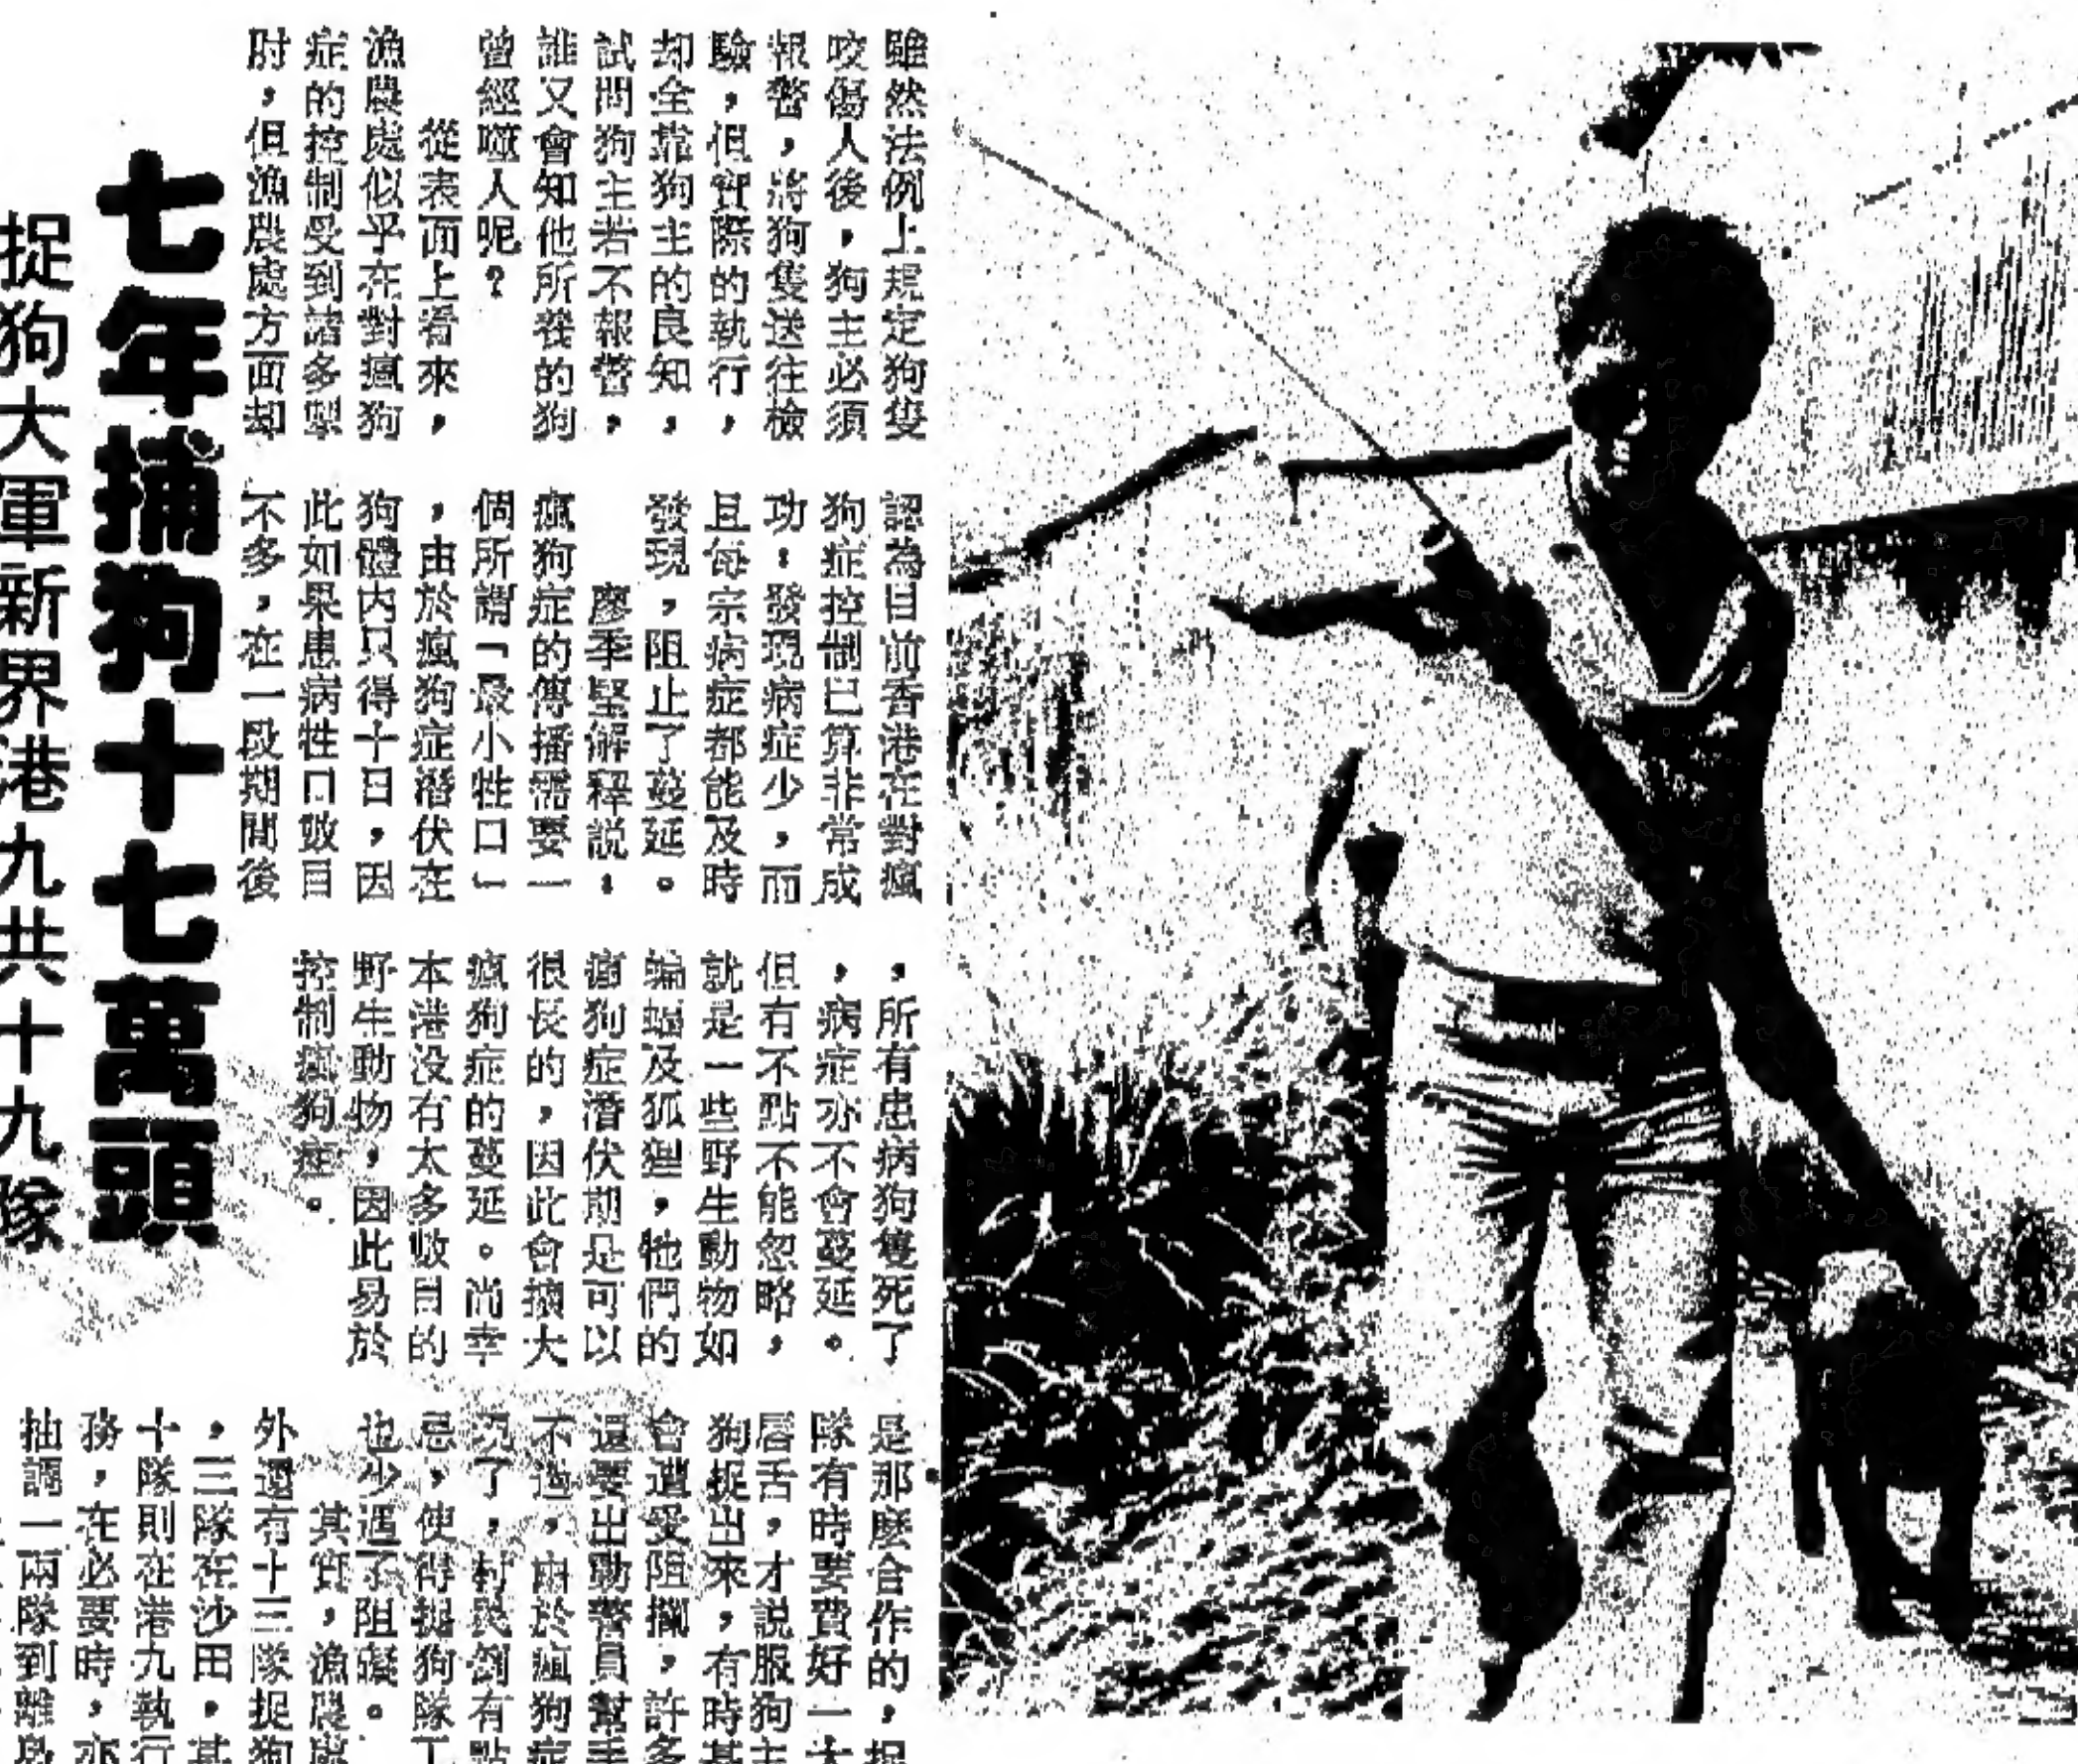 雖然法例上規定狗隻
咬傷人後，狗主必須
報警，將狗隻送往檢
驗，但實際的執行，
却全靠狗主的良知，
試問狗主若不報警，
誰又會知他所養的狗
曾經噬人呢？
從表面上看來，
漁農處似乎在對瘋狗
症的控制受到諸多掣
肘，但漁農處方面却
認為目前香港在對瘋
狗症控制已算非常成
功：發現病症少，而
且每宗病症都能及時
發現，阻止了蔓延。
廖季堅解釋説：
瘋狗症的傳播需要一
個所謂「最小牲口」
，由於瘋狗症潛伏在
狗體內只得十日，因
此如果患病牲口數目
不多，在一段期間後
，所有患病狗隻死了
，病症亦不會蔓延。
但有不點不能忽略，
就是一些野生動物如
蝙蝠及狐狸，牠們的
瘋狗症潛伏期是可以
很長的，因此會擴大
瘋狗症的蔓延。尚幸
本港没有太多數目的
野生動物，因此易於
控制瘋狗症。
七年捕狗十七萬頭
捉狗大軍新界港九共十九隊
是那麼合作的，捉
隊有時要費好一大
唇舌，才説服狗主
狗捉出來，有時甚
會遭受阻攔，許多
還要出動警員幫手
不過，由於瘋狗症
現了，村民倒有點
忌，使得捉狗隊工
也少遇了阻礙。
其實，漁農處
外還有十三隊捉狗
，三隊在沙田，其
十隊則在港九執行
務，在必要時，亦
抽調一兩隊到離島